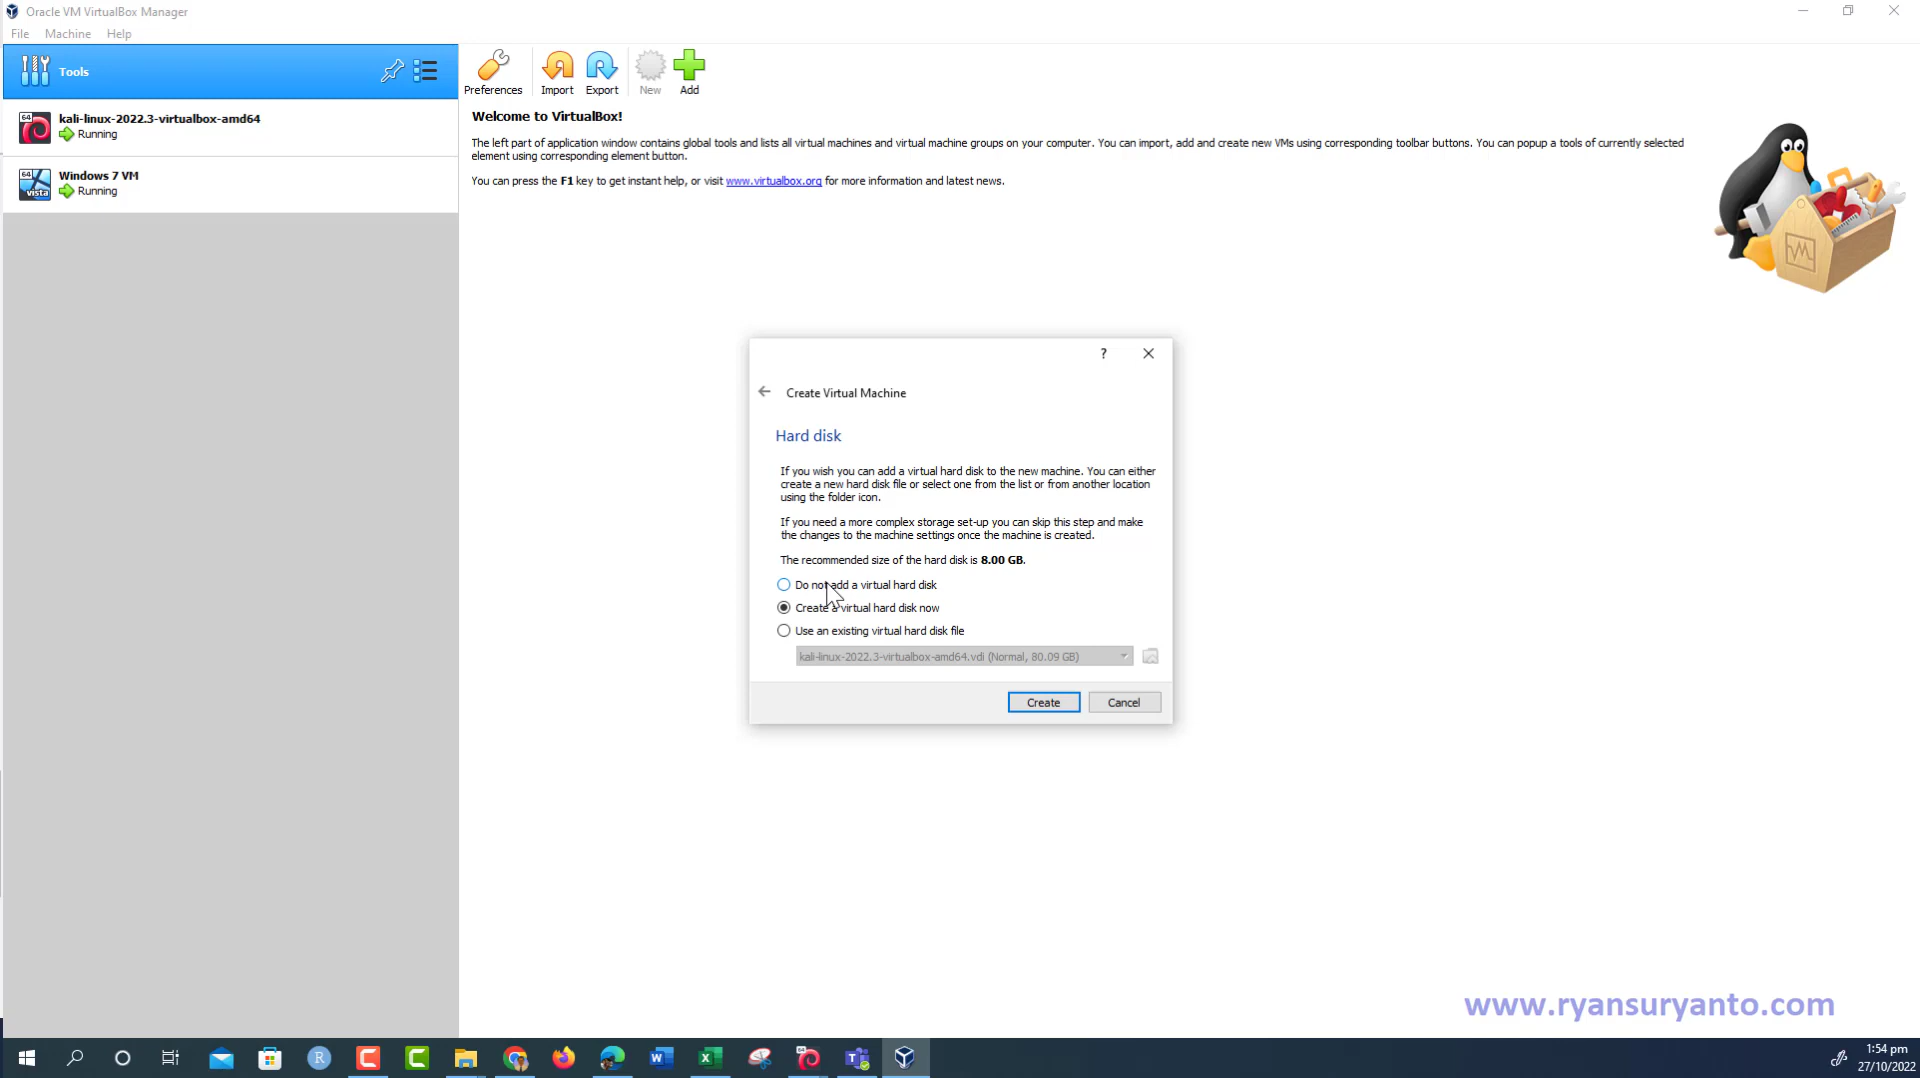 Oracle VM VirtualBox Manager
File Machine Help
Tools
Preferences Import Export New Add
64
kali-linux-2022.3-virtualbox-amd64
Running
64
vista
Windows 7 VM
Running
Welcome to VirtualBox!
The left part of application window contains global tools and lists all virtual machines and virtual machine groups on your computer. You can import, add and create new VMs using corresponding toolbar buttons. You can popup a tools of currently selected
element using corresponding element button.
You can press the F1 key to get instant help, or visit www.virtualbox.org for more information and latest news.
?
Create Virtual Machine
Hard disk
If you wish you can add a virtual hard disk to the new machine. You can either
create a new hard disk file or select one from the list or from another location
using the folder icon.
If you need a more complex storage set-up you can skip this step and make
the changes to the machine settings once the machine is created.
The recommended size of the hard disk is 8.00 GB.
Do not add a virtual hard disk
Create a virtual hard disk now
Use an existing virtual hard disk file
kali-linux-2022.3-virtualbox-amd64.vdi (Normal, 80.09 GB)
Create Cancel
www.ryansuryanto.com
1:54 pm
27/10/2022